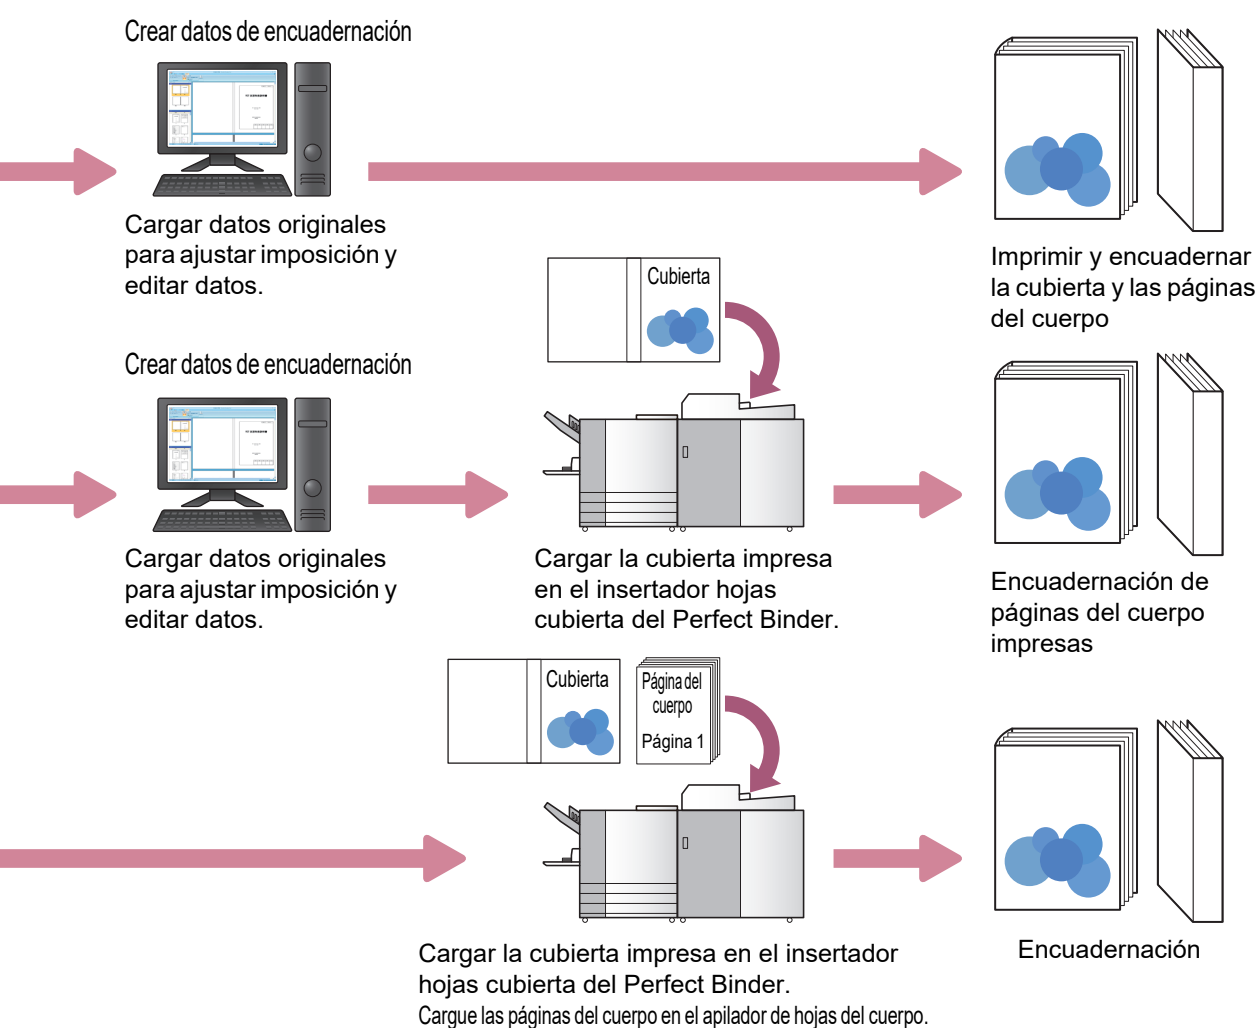 Crear datos de encuadernación
Cargar datos originales
para ajustar imposición y
editar datos.
Imprimir y encuadernar
la cubierta y las páginas
del cuerpo
Crear datos de encuadernación
Cargar datos originales
para ajustar imposición y
editar datos.
Cubierta
Cargar la cubierta impresa
en el insertador hojas
cubierta del Perfect Binder.
Encuadernación de
páginas del cuerpo
impresas
Cubierta
Página del
cuerpo
Página 1
Cargar la cubierta impresa en el insertador
hojas cubierta del Perfect Binder.
Cargue las páginas del cuerpo en el apilador de hojas del cuerpo.
Encuadernación